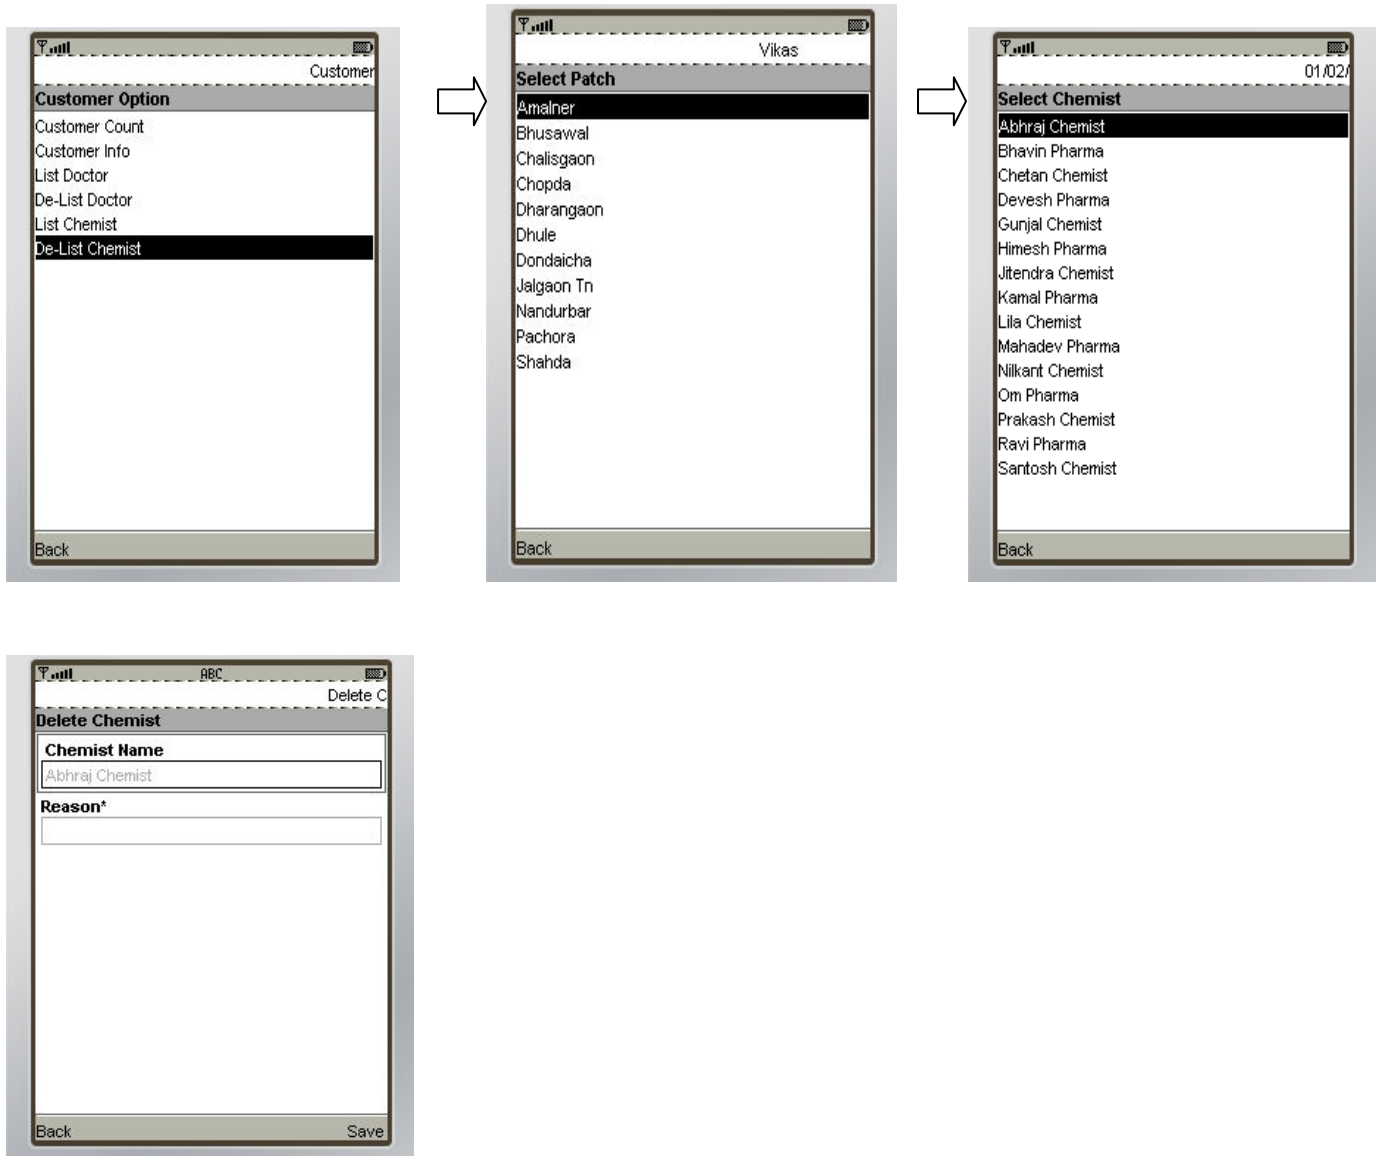 Customer
Customer Option
Customer Count
Customer Info
List Doctor
De-List Doctor
List Chemist
De-List Chemist
Back
Vikas
Select Patch
Amalner
Bhusawal
Chalisgaon
Chopda
Dharangaon
Dhule
Dondaicha
Jalgaon Tn
Nandurbar
Pachora
Shahda
Back
01/02/
Select Chemist
Abhraj Chemist
Bhavin Pharma
Chetan Chemist
Devesh Pharma
Gunjal Chemist
Himesh Pharma
Jitendra Chemist
Kamal Pharma
Lila Chemist
Mahadev Pharma
Nilkant Chemist
Om Pharma
Prakash Chemist
Ravi Pharma
Santosh Chemist
Back
ABC
Delete C
Delete Chemist
Chemist Name
Abhraj Chemist
Reason*
Back Save